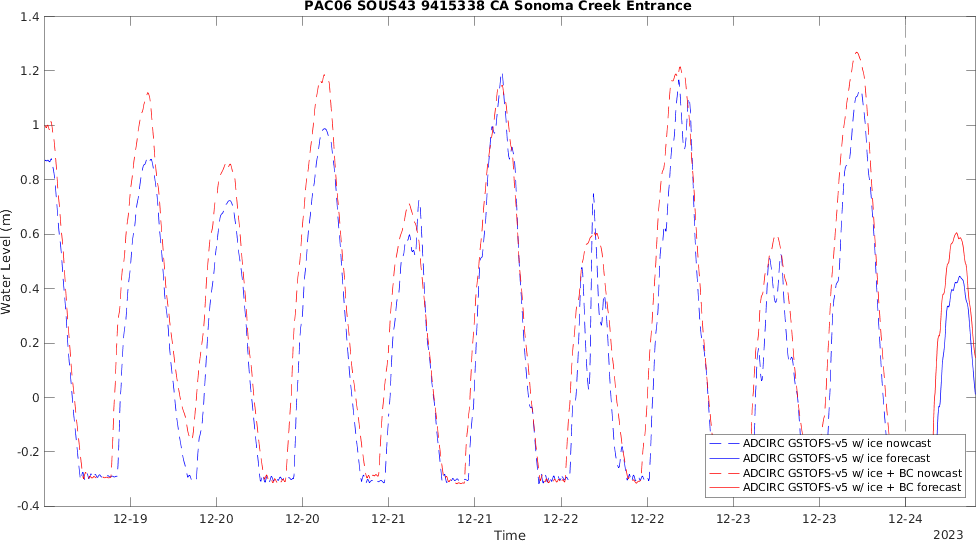 PAC06 SOUS43 9415338 CA Sonoma Creek Entrance
1.4
1.2
1
0.8
0.6
0.4
0.2
0
-0.2
-0.4
Water Level (m)
ADCIRC GSTOFS-v5 w/ ice nowcast
ADCIRC GSTOFS-v5 w/ ice forecast
ADCIRC GSTOFS-v5 w/ ice + BC nowcast
ADCIRC GSTOFS-v5 w/ ice + BC forecast
12-19 12-20 12-20 12-21 12-21 12-22 12-22 12-23 12-23 12-24
Time
2023